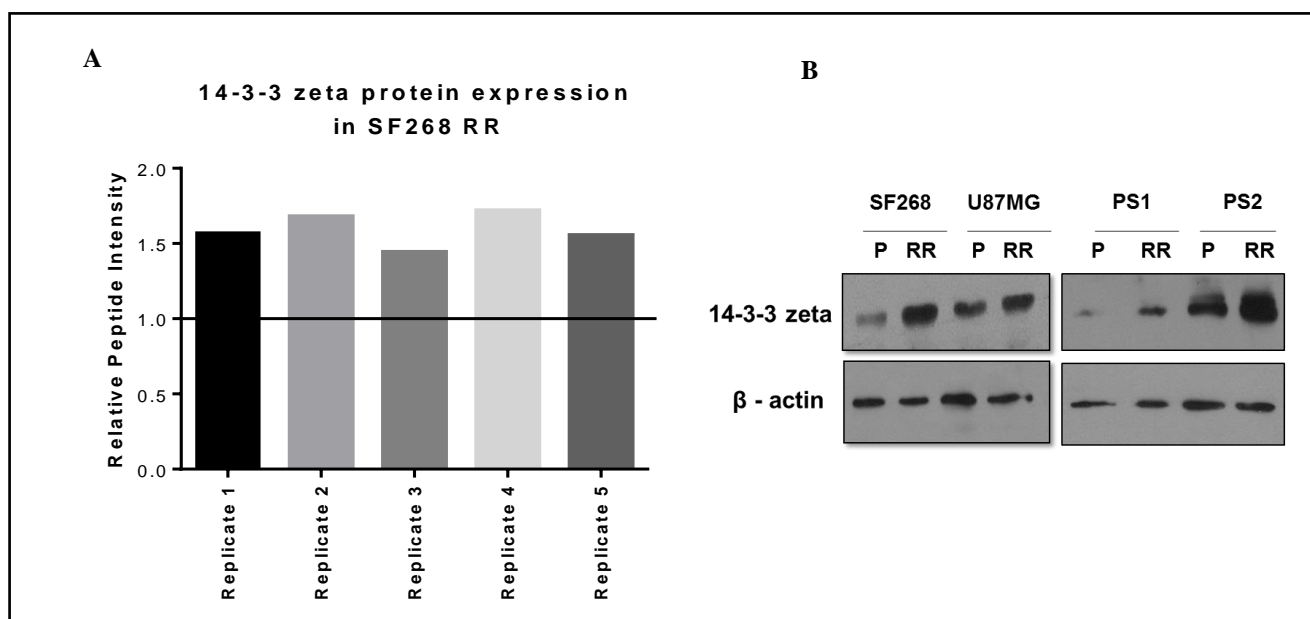 A
14-3-3 zeta protein expression
in SF268 RR
Relative Peptide Intensity
2.0
1.5
1.0
0.5
0.0
Replicate 1
Replicate 2
Replicate 3
Replicate 4
Replicate 5
B
SF268 U87MG PS1 PS2
P RR P RR P RR P RR
14-3-3 zeta
β - actin